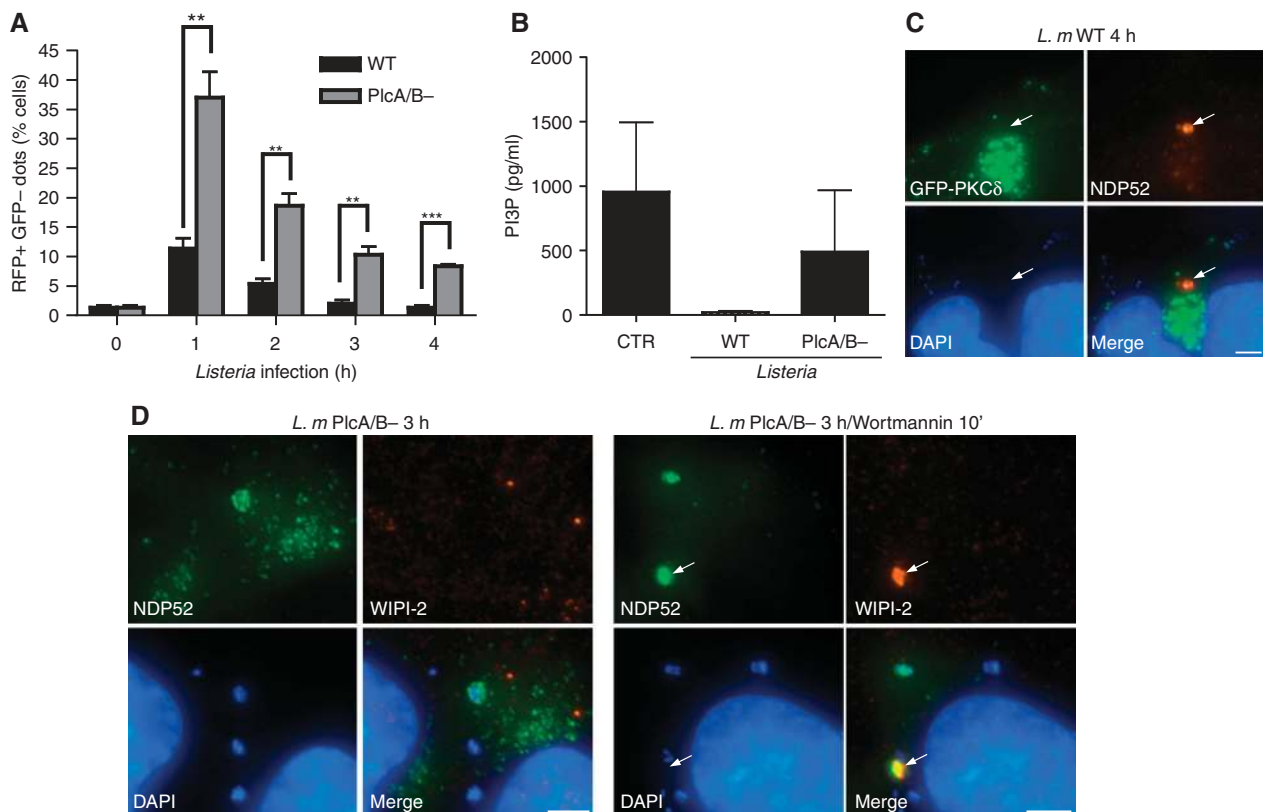 A
RFP+ GFP– dots (% cells)
45
40
35
30
25
20
15
10
5
0
**
**
**
***
WT
PlcA/B–
0 1 2 3 4
Listeria infection (h)
B
PI3P (pg/ml)
2000
1500
1000
500
0
CTR WT PlcA/B–
Listeria
C
L. m WT 4 h
GFP-PKCδ NDP52
DAPI Merge
D
L. m PlcA/B– 3 h
NDP52 WIPI-2
DAPI Merge
L. m PlcA/B– 3 h/Wortmannin 10'
NDP52 WIPI-2
DAPI Merge